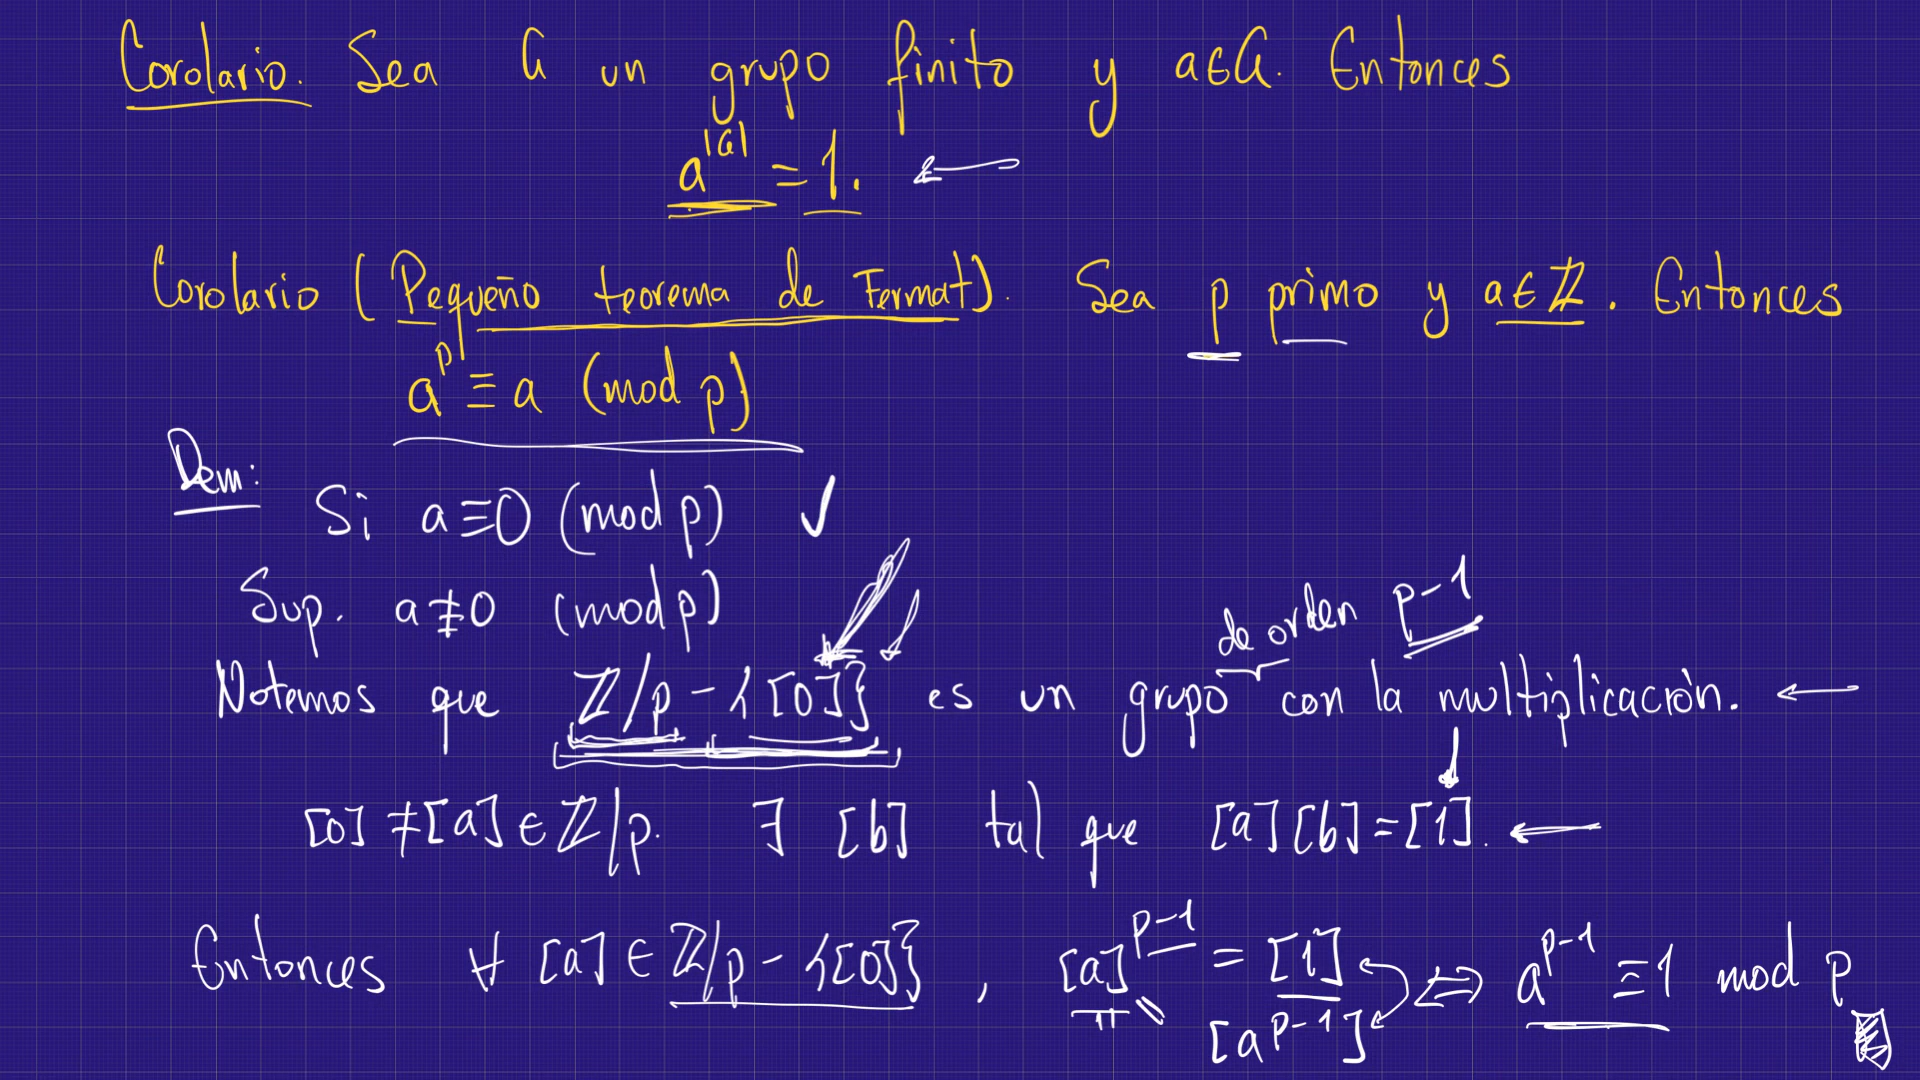 Corolario. Sea G un grupo finito y a∈G. Entonces
a^|G| = 1. ←
Corolario (Pequeño teorema de Fermat). Sea p primo y a∈ℤ. Entonces
a^p ≡ a (mod p)
Dem:
Si a≡0 (mod p) ✓
Sup. a≢0 (mod p)
de orden p-1
Notemos que ℤ/p - {[0]} es un grupo con la multiplicación. ←
[0] ≠ [a] ∈ ℤ/p. ∃ [b] tal que [a][b]=[1]. ←
Entonces ∀ [a] ∈ ℤ/p - {[0]}, [a]^p-1 = [1] ⇔ a^p-1 ≡ 1 mod p
[a^p-1]